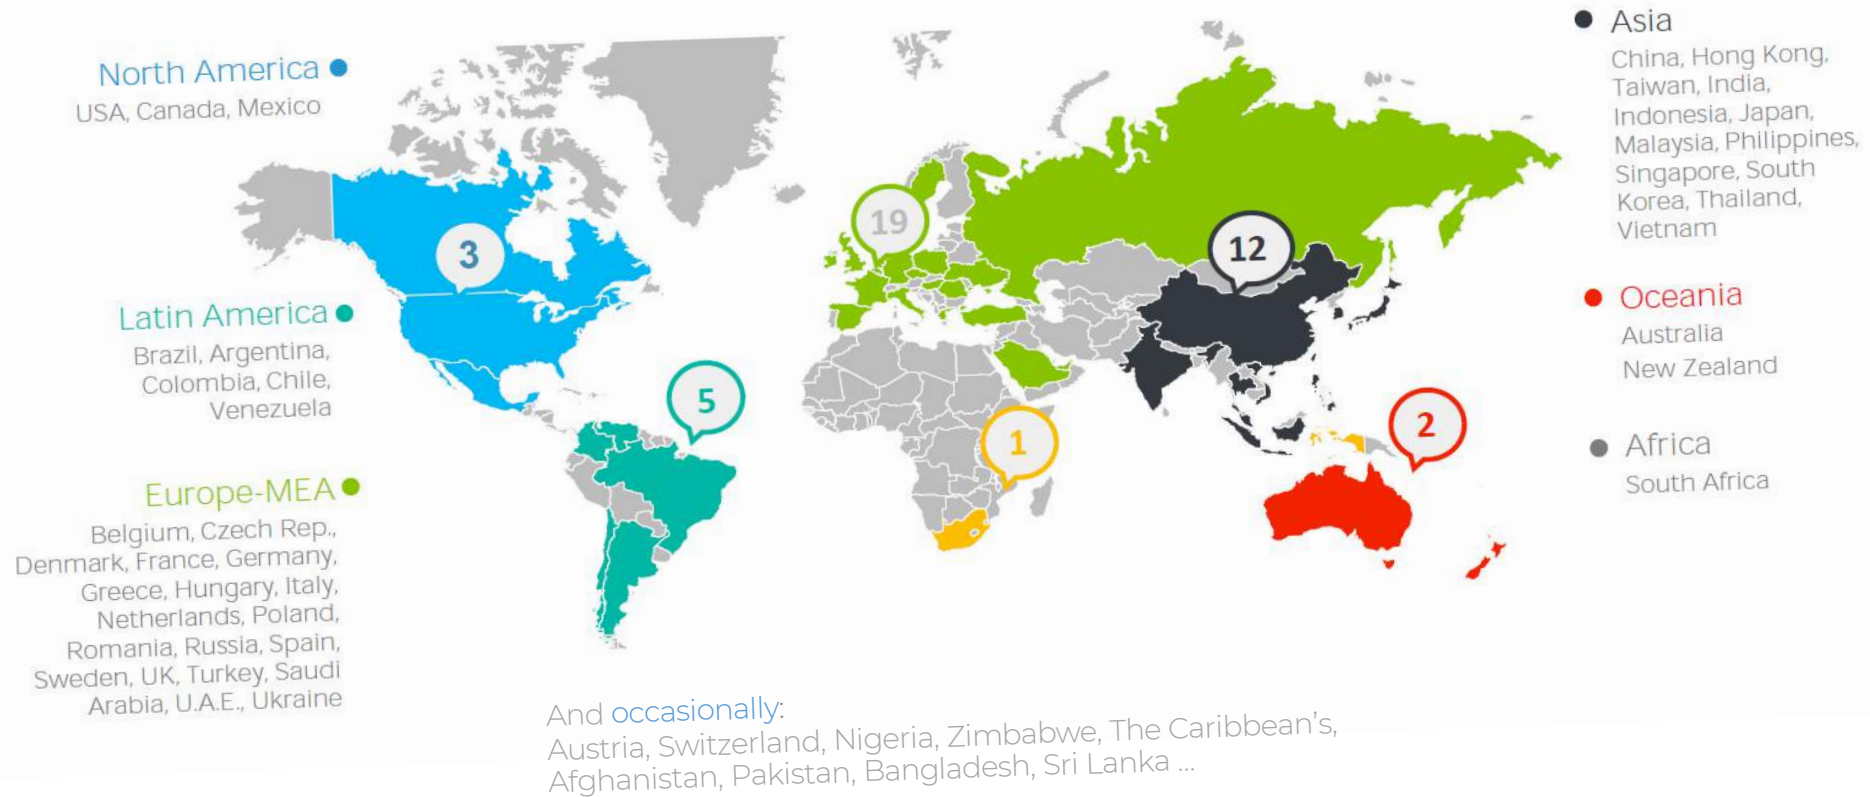 North America
USA, Canada, Mexico
3
Latin America
Brazil, Argentina,
Colombia, Chile,
Venezuela
5
Europe-MEA
Belgium, Czech Rep.,
Denmark, France, Germany,
Greece, Hungary, Italy,
Netherlands, Poland,
Romania, Russia, Spain,
Sweden, UK, Turkey, Saudi
Arabia, U.A.E., Ukraine
19
12
1
2
Asia
China, Hong Kong,
Taiwan, India,
Indonesia, Japan,
Malaysia, Philippines,
Singapore, South
Korea, Thailand,
Vietnam
Oceania
Australia
New Zealand
Africa
South Africa
And occasionally:
Austria, Switzerland, Nigeria, Zimbabwe, The Caribbean’s,
Afghanistan, Pakistan, Bangladesh, Sri Lanka ...